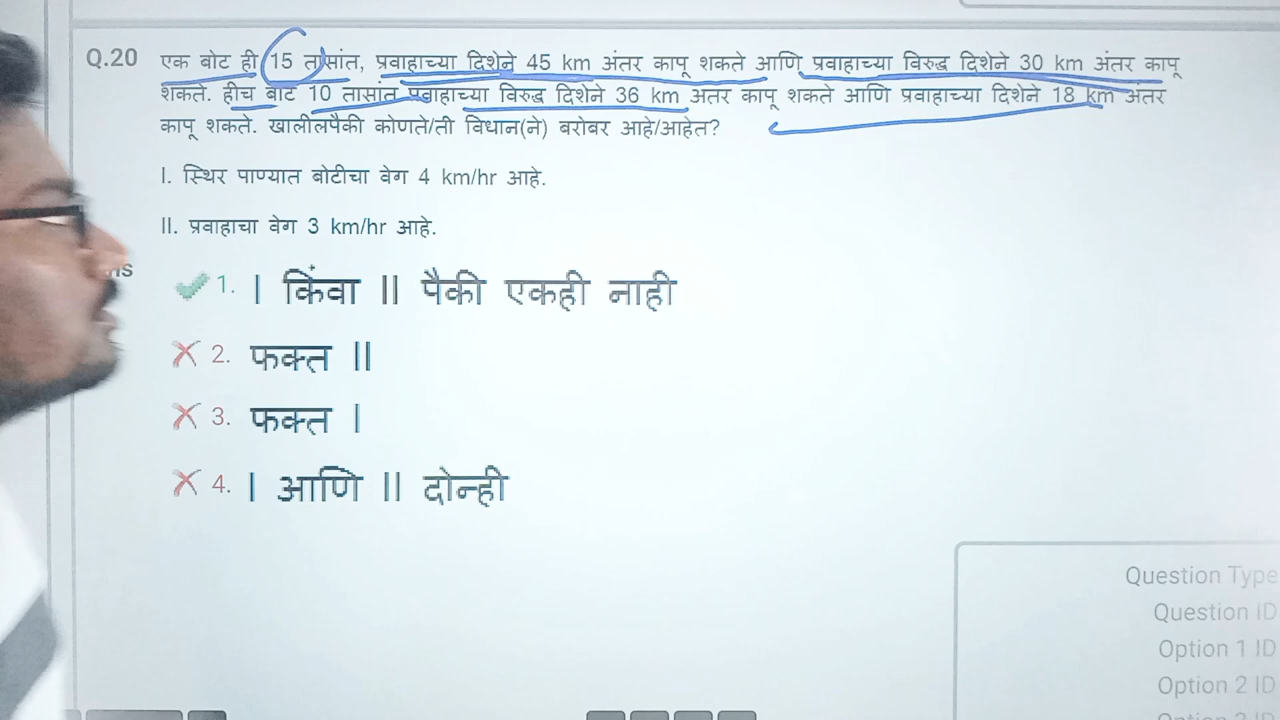 Q.20 एक बोट ही 15 तासांत, प्रवाहाच्या दिशेने 45 km अंतर कापू शकते आणि प्रवाहाच्या विरुद्ध दिशेने 30 km अंतर कापू
शकते. हीच बोट 10 तासांत प्रवाहाच्या विरुद्ध दिशेने 36 km अंतर कापू शकते आणि प्रवाहाच्या दिशेने 18 km अंतर
कापू शकते. खालीलपैकी कोणते/ती विधान(ने) बरोबर आहे/आहेत?
I. स्थिर पाण्यात बोटीचा वेग 4 km/hr आहे.
II. प्रवाहाचा वेग 3 km/hr आहे.
1. I किंवा II पैकी एकही नाही
2. फक्त II
3. फक्त I
4. I आणि II दोन्ही
Question Type
Question ID
Option 1 ID
Option 2 ID